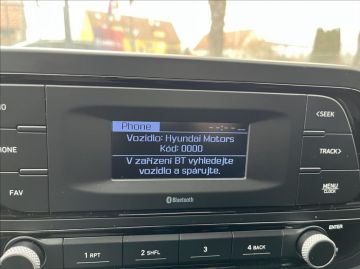 Phone --:--
Vozidlo: Hyundai Motors
Kód: 0000
V zařízení BT vyhledejte
vozidlo a spárujte.
PHONE
FAV
< SEEK
TRACK >
MENU
CLOCK
Bluetooth
ENTER
1 RPT
2 SHFL
3
4 BACK